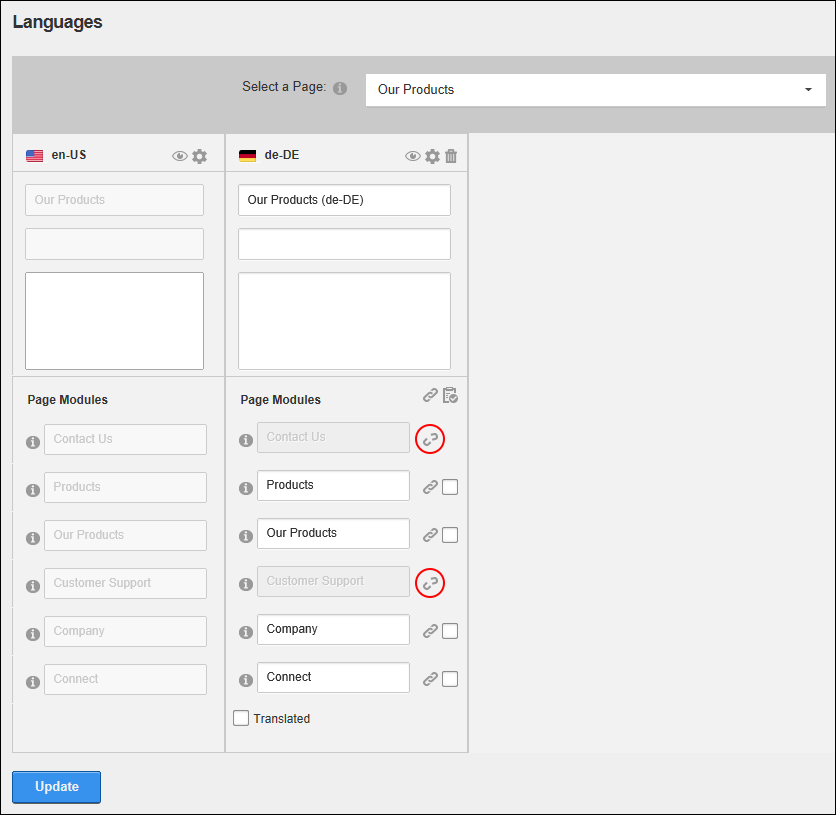 Languages
Select a Page:
Our Products
en-US
de-DE
Our Products
Our Products (de-DE)
Page Modules
Page Modules
Contact Us
Contact Us
Products
Products
Our Products
Our Products
Customer Support
Customer Support
Company
Company
Connect
Connect
Translated
Update